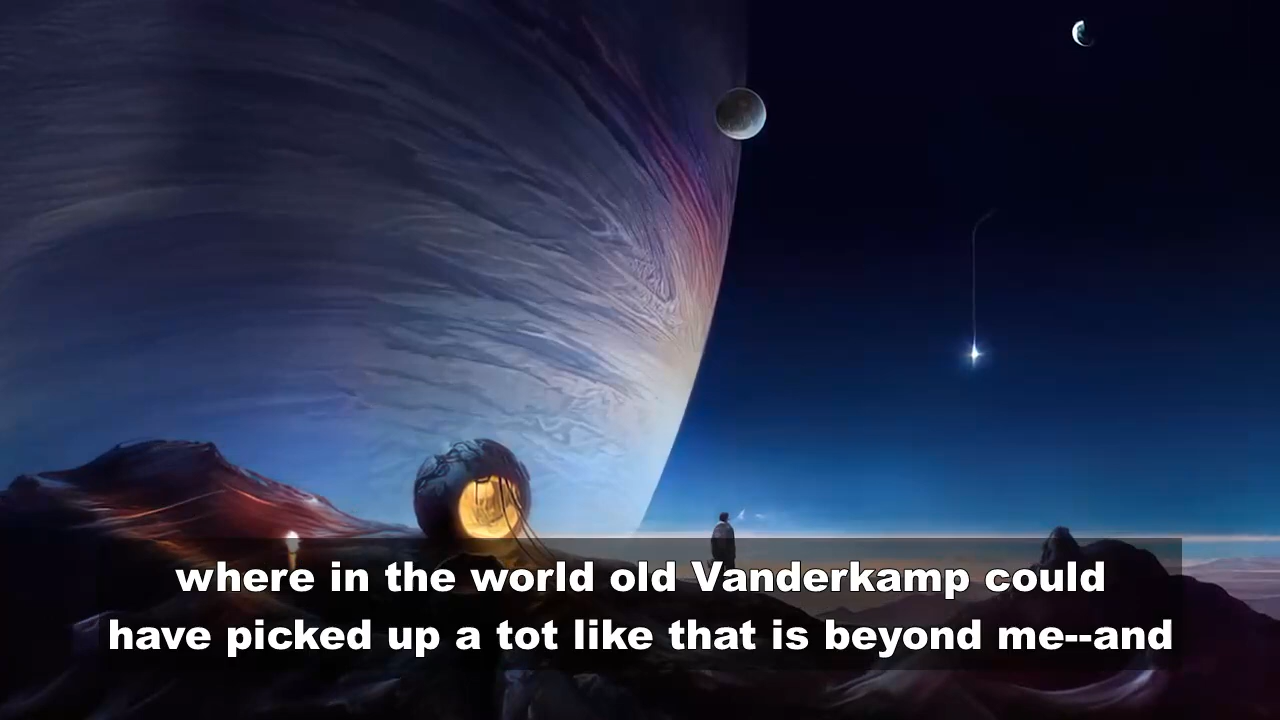 where in the world old Vanderkamp could
have picked up a tot like that is beyond me--and